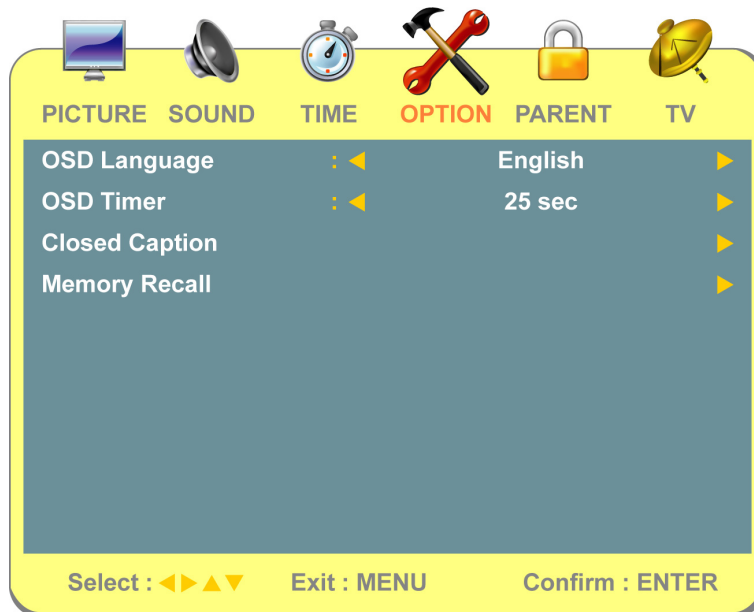 PICTURE SOUND TIME OPTION PARENT TV
OSD Language : ◀ English ▶
OSD Timer : ◀ 25 sec ▶
Closed Caption ▶
Memory Recall ▶
Select : ◀▶▲▼ Exit : MENU Confirm : ENTER